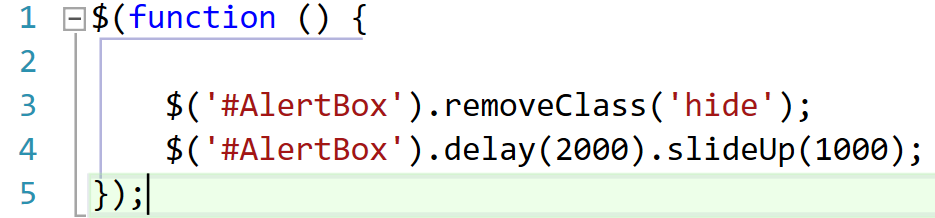 1 $(function () {
2
3 $('#AlertBox').removeClass('hide');
4 $('#AlertBox').delay(2000).slideUp(1000);
5 });